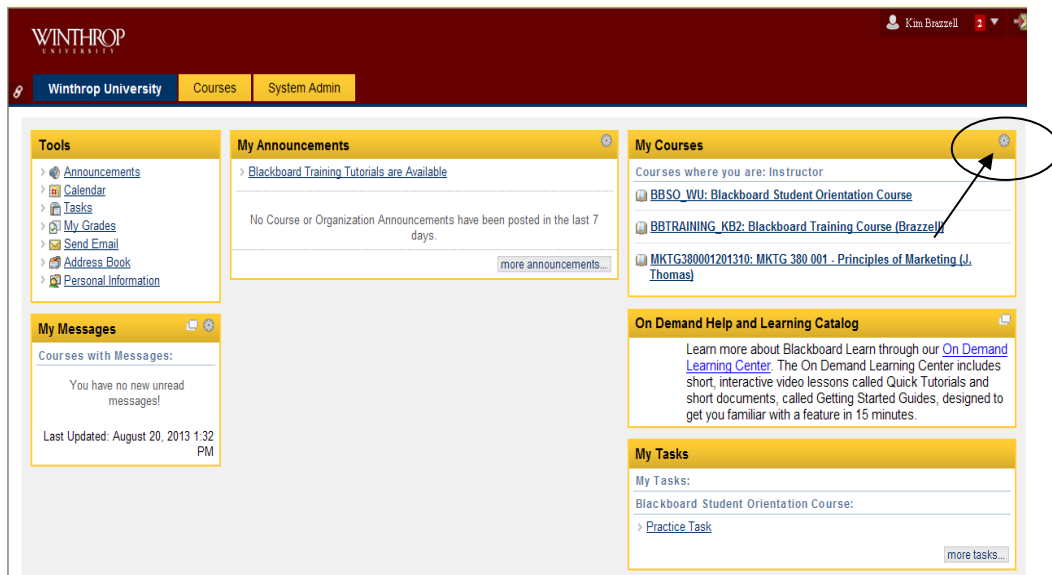 WINTHROP
UNIVERSITY
Kim Brazzell 2
Winthrop University Courses System Admin
Tools
Announcements
Calendar
Tasks
My Grades
Send Email
Address Book
Personal Information
My Messages
Courses with Messages:
You have no new unread
messages!
Last Updated: August 20, 2013 1:32
PM
My Announcements
Blackboard Training Tutorials are Available
No Course or Organization Announcements have been posted in the last 7
days.
more announcements...
My Courses
Courses where you are: Instructor
BBSO_WU: Blackboard Student Orientation Course
BBTRAINING_KB2: Blackboard Training Course (Brazzell)
MKTG380001201310: MKTG 380 001 - Principles of Marketing (J.
Thomas)
On Demand Help and Learning Catalog
Learn more about Blackboard Learn through our On Demand
Learning Center. The On Demand Learning Center includes
short, interactive video lessons called Quick Tutorials and
short documents, called Getting Started Guides, designed to
get you familiar with a feature in 15 minutes.
My Tasks
My Tasks:
Blackboard Student Orientation Course:
Practice Task
more tasks...